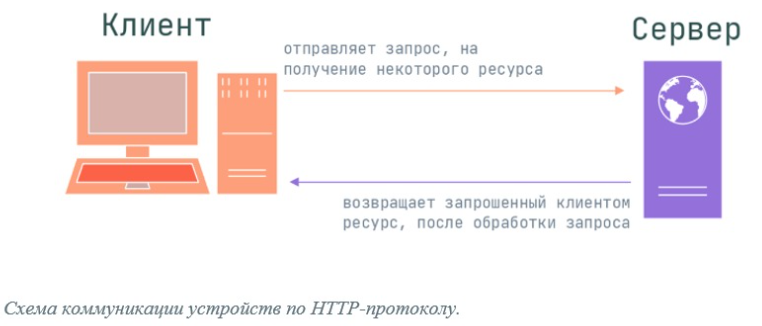 Клиент
Сервер
отправляет запрос, на
получение некоторого ресурса
возвращает запрошенный клиентом
ресурс, после обработки запроса
Схема коммуникации устройств по HTTP-протоколу.